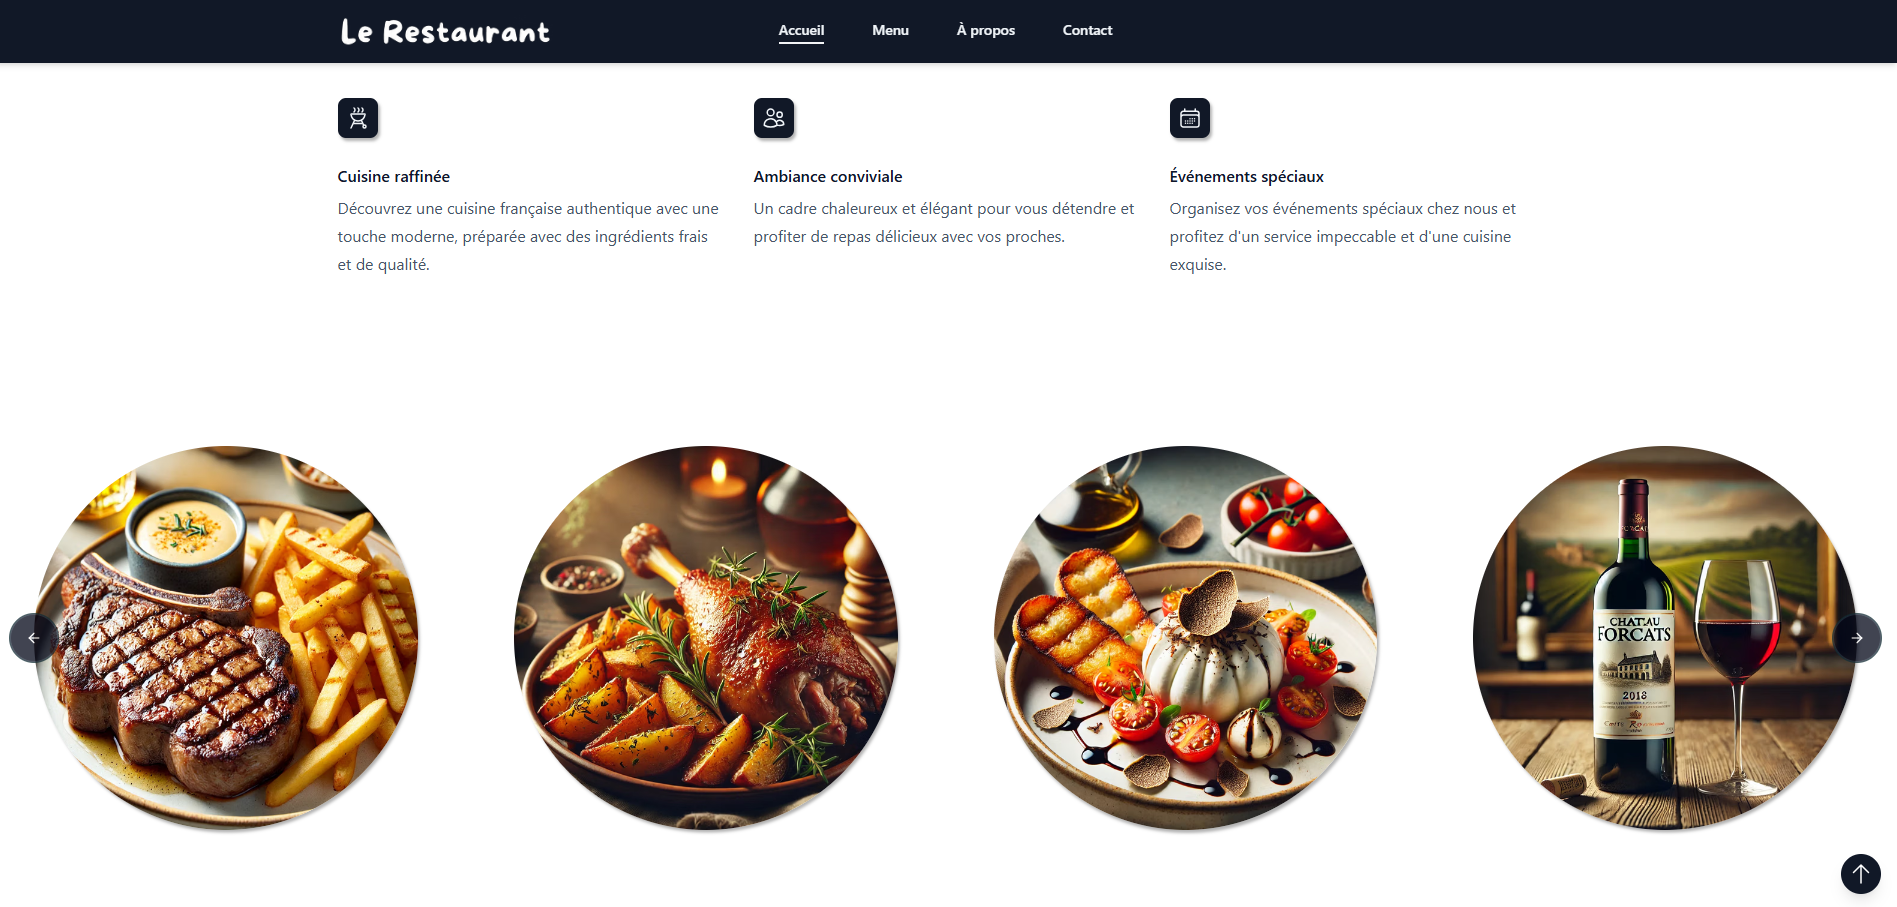 Le Restaurant
Accueil
Menu
À propos
Contact
Cuisine raffinée
Découvrez une cuisine française authentique avec une
touche moderne, préparée avec des ingrédients frais
et de qualité.
Ambiance conviviale
Un cadre chaleureux et élégant pour vous détendre et
profiter de repas délicieux avec vos proches.
Événements spéciaux
Organisez vos événements spéciaux chez nous et
profitez d'un service impeccable et d'une cuisine
exquise.
CHATIAU
FORCATS
2018